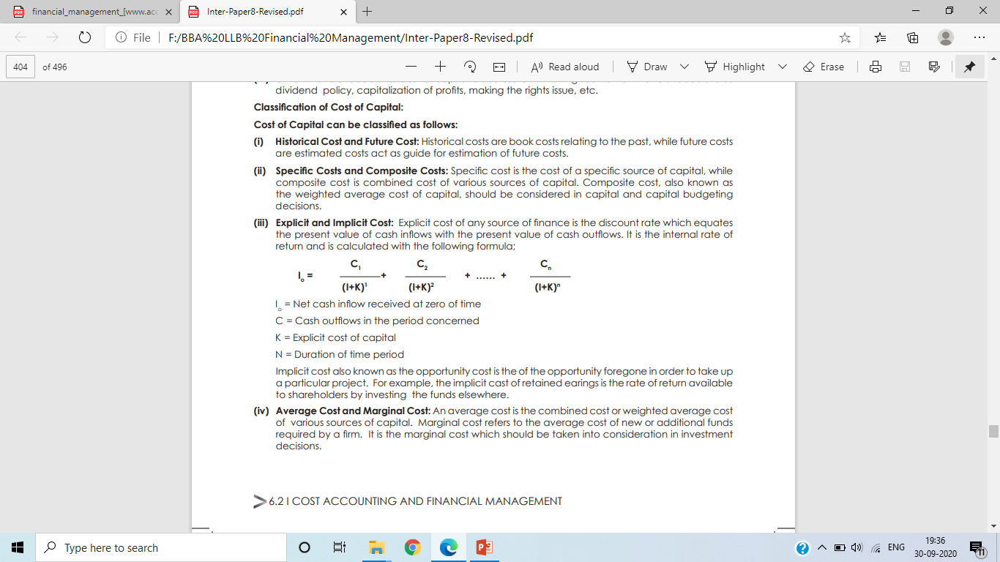 financial_management_[www.acc
Inter-Paper8-Revised.pdf
File
F:/BBA%20LLB%20Financial%20Management/Inter-Paper8-Revised.pdf
404 of 496
Read aloud
Draw
Highlight
Erase
dividend policy, capitalization of profits, making the rights issue, etc.
Classification of Cost of Capital:
Cost of Capital can be classified as follows:
(i) Historical Cost and Future Cost: Historical costs are book costs relating to the past, while future costs
are estimated costs act as guide for estimation of future costs.
(ii) Specific Costs and Composite Costs: Specific cost is the cost of a specific source of capital, while
composite cost is combined cost of various sources of capital. Composite cost, also known as
the weighted average cost of capital, should be considered in capital and capital budgeting
decisions.
(iii) Explicit and Implicit Cost: Explicit cost of any source of finance is the discount rate which equates
the present value of cash inflows with the present value of cash outflows. It is the internal rate of
return and is calculated with the following formula;
C₁ C₂ Cₙ
Iₒ = + + ...... +
(I+K)¹ (I+K)² (I+K)ⁿ
Iₒ = Net cash inflow received at zero of time
C = Cash outflows in the period concerned
K = Explicit cost of capital
N = Duration of time period
Implicit cost also known as the opportunity cost is the of the opportunity foregone in order to take up
a particular project. For example, the implicit cast of retained earings is the rate of return available
to shareholders by investing the funds elsewhere.
(iv) Average Cost and Marginal Cost: An average cost is the combined cost or weighted average cost
of various sources of capital. Marginal cost refers to the average cost of new or additional funds
required by a firm. It is the marginal cost which should be taken into consideration in investment
decisions.
6.2 I COST ACCOUNTING AND FINANCIAL MANAGEMENT
Type here to search
ENG
19:36
30-09-2020
11